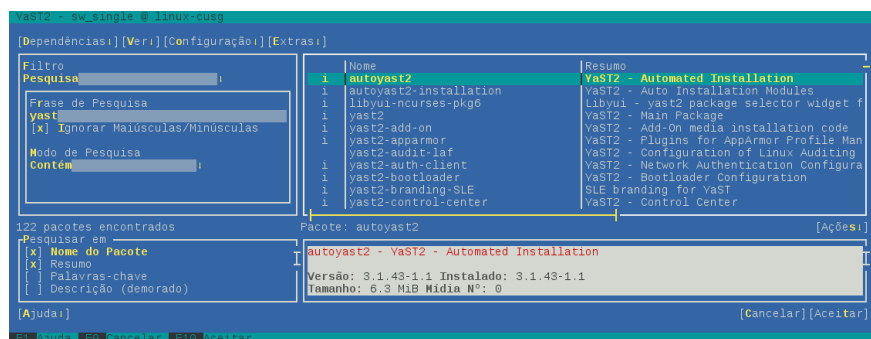 YaST2 - sw_single @ linux-cusg
[Dependências↓][Ver↓][Configuração↓][Extras↓]
Filtro
Pesquisa
Frase de Pesquisa
yast
[x] Ignorar Maiúsculas/Minúsculas
Modo de Pesquisa
Contém
122 pacotes encontrados
Pesquisar em
[x] Nome do Pacote
[x] Resumo
[ ] Palavras-chave
[ ] Descrição (demorado)
Nome Resumo
i autoyast2 YaST2 - Automated Installation
i autoyast2-installation YaST2 - Auto Installation Modules
i libyui-ncurses-pkg6 Libyui - yast2 package selector widget f
i yast2 YaST2 - Main Package
i yast2-add-on YaST2 - Add-On media installation code
i yast2-apparmor YaST2 - Plugins for AppArmor Profile Man
yast2-audit-laf YaST2 - Configuration of Linux Auditing
i yast2-auth-client YaST2 - Network Authentication Configura
i yast2-bootloader YaST2 - Bootloader Configuration
i yast2-branding-SLE SLE branding for YaST
i yast2-control-center YaST2 - Control Center
Pacote: autoyast2 [Ações↓]
autoyast2 - YaST2 - Automated Installation
Versão: 3.1.43-1.1 Instalado: 3.1.43-1.1
Tamanho: 6.3 MiB Mídia Nº: 0
[Ajuda↓] [Cancelar][Aceitar]
F1 Ajuda F9 Cancelar F10 Aceitar